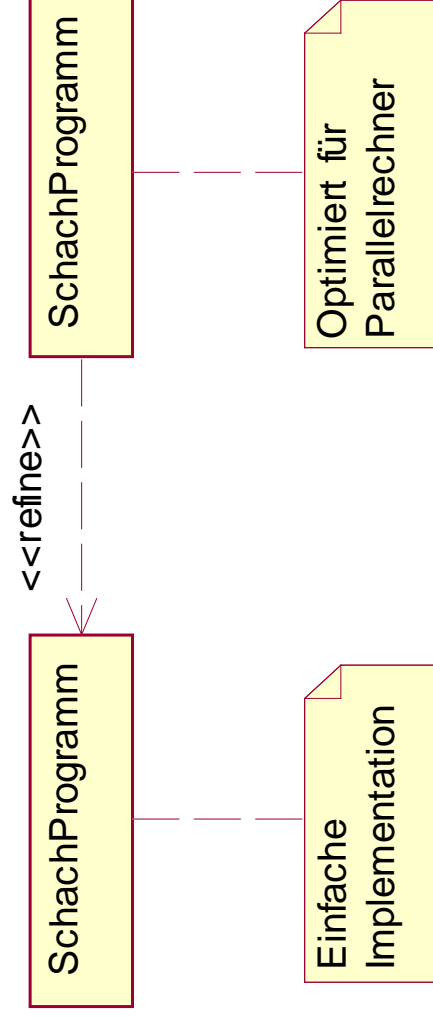 SchachProgramm
<<refine>>
SchachProgramm
Einfache
Implementation
Optimiert für
Parallelrechner